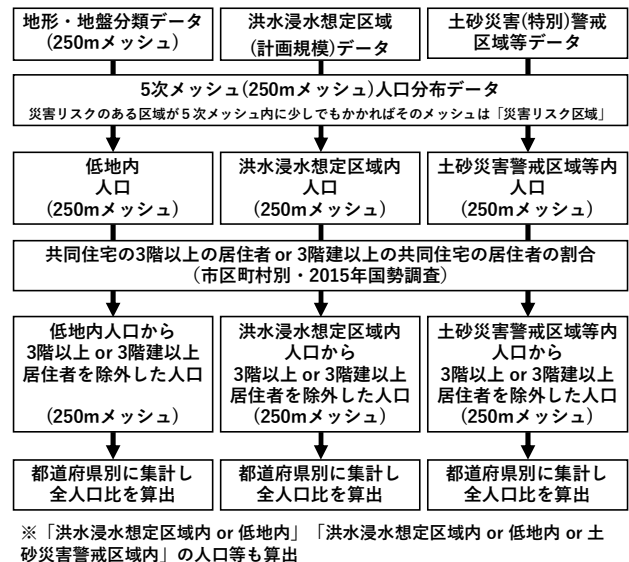 地形・地盤分類データ
(250mメッシュ)
洪水浸水想定区域
(計画規模)データ
土砂災害(特別)警戒
区域等データ
5次メッシュ(250mメッシュ)人口分布データ
災害リスクのある区域が５次メッシュ内に少しでもかかればそのメッシュは「災害リスク区域」
低地内
人口
(250mメッシュ)
洪水浸水想定区域内
人口
(250mメッシュ)
土砂災害警戒区域等内
人口
(250mメッシュ)
共同住宅の3階以上の居住者 or 3階建以上の共同住宅の居住者の割合
(市区町村別・2015年国勢調査)
低地内人口から
3階以上 or 3階建以上
居住者を除外した人口
(250mメッシュ)
洪水浸水想定区域内
人口から
3階以上 or 3階建以上
居住者を除外した人口
(250mメッシュ)
土砂災害警戒区域等内
人口から
3階以上 or 3階建以上
居住者を除外した人口
(250mメッシュ)
都道府県別に集計し
全人口比を算出
都道府県別に集計し
全人口比を算出
都道府県別に集計し
全人口比を算出
※「洪水浸水想定区域内 or 低地内」「洪水浸水想定区域内 or 低地内 or 土
砂災害警戒区域内」の人口等も算出